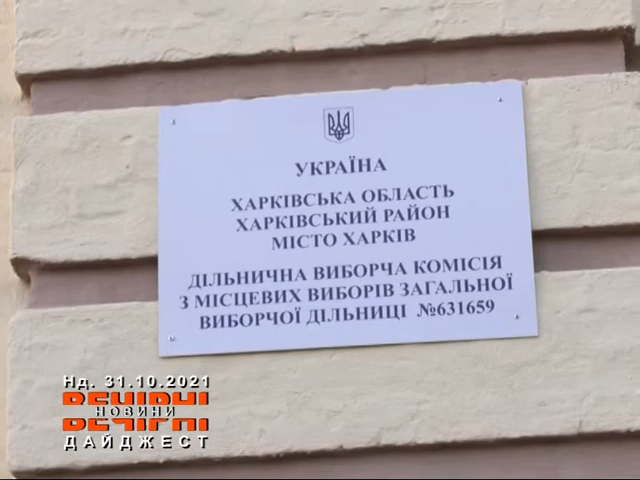 УКРАЇНА
ХАРКІВСЬКА ОБЛАСТЬ
ХАРКІВСЬКИЙ РАЙОН
МІСТО ХАРКІВ
ДІЛЬНИЧНА ВИБОРЧА КОМІСІЯ
З МІСЦЕВИХ ВИБОРІВ ЗАГАЛЬНОЇ
ВИБОРЧОЇ ДІЛЬНИЦІ №631659
Нд. 31.10.2021
ВЕЧІРНІ
НОВИНИ
ДАЙДЖЕСТ